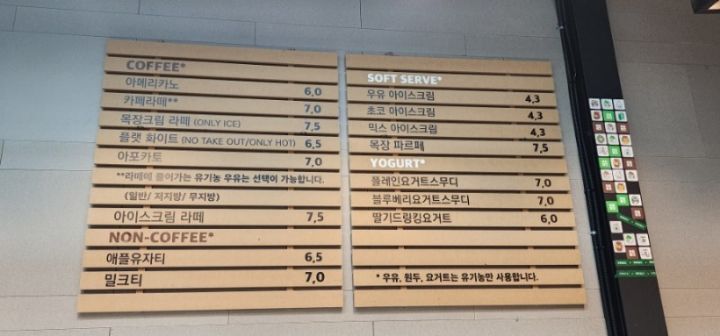 COFFEE*
아메리카노 6,0
카페라떼** 7,0
목장크림 라떼 (ONLY ICE) 7,5
플랫 화이트 (NO TAKE OUT/ONLY HOT) 6,5
아포카토 7,0
**라떼에 들어가는 유기농 우유는 선택이 가능합니다.
(일반/ 저지방/ 무지방)
아이스크림 라떼 7,5
NON-COFFEE*
애플유자티 6,5
밀크티 7,0
SOFT SERVE*
우유 아이스크림 4,3
초코 아이스크림 4,3
믹스 아이스크림 4,3
목장 파르페 7,5
YOGURT*
플레인요거트스무디 7,0
블루베리요거트스무디 7,0
딸기드링킹요거트 6,0
* 우유, 원두, 요거트는 유기농만 사용합니다.